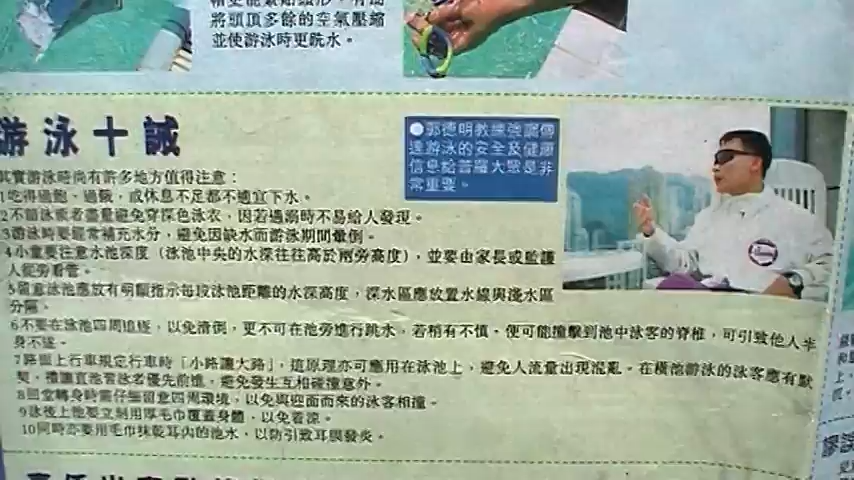 將頭頂多餘的空氣壓縮
並使游泳時更銳水。
游泳十誡
郭德明教練強調傳
達游泳的安全及健康
信息給普羅大眾是非
常重要。
其實游泳時尚有許多地方值得注意：
1吃得過飽、過餓，或休息不足都不適宜下水。
2不諳泳術者盡量避免穿深色泳衣，因若遇溺時不易給人發現。
3游泳時要經常補充水分，避免因缺水而游泳期間暈倒。
4小童要注意水池深度（泳池中央的水深往往高於兩旁高度），並要由家長或監護
人從旁看管。
5留意泳池應放有明顯指示每段泳池距離的水深高度，深水區應放置水線與淺水區
分隔。
6不要在泳池四周追逐，以免滑倒，更不可在池旁進行跳水，若稍有不慎，便可能撞擊到池中泳客的脊椎，可引致他人半
身不遂。
7路面上行車規定行車時「小路讓大路」，這原理亦可應用在泳池上，避免人流量出現混亂。在橫池游泳的泳客應有默
契，禮讓直池習泳者優先前進，避免發生互相碰撞意外。
8回堂轉身時需仔細留意四周環境，以免與迎面而來的泳客相撞。
9泳後上池要立刻用厚毛巾覆蓋身體，以免着涼。
10同時亦要用毛巾抹乾耳內的池水，以防引致耳膜發炎。